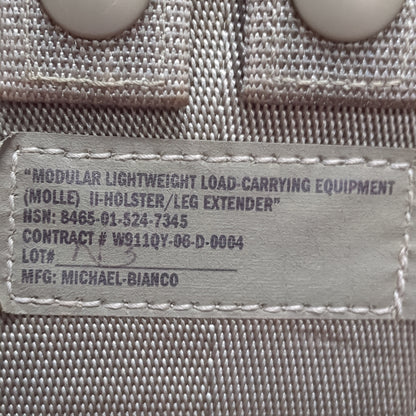 "MODULAR LIGHTWEIGHT LOAD-CARRYING EQUIPMENT
(MOLLE) II-HOLSTER/LEG EXTENDER"
NSN: 8465-01-524-7345
CONTRACT # W911QY-06-D-0004
LOT#
MFG: MICHAEL-BIANCO